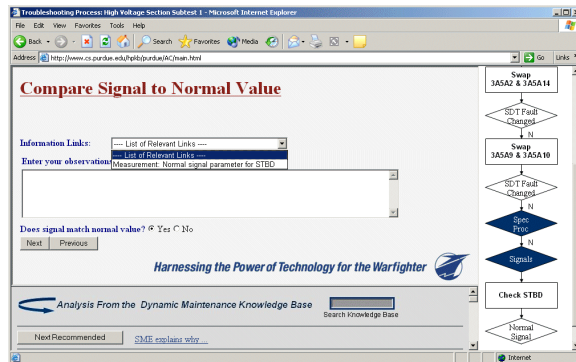 Troubleshooting Process: High Voltage Section Subtest 1 - Microsoft Internet Explorer
File Edit View Favorites Tools Help
Back Search Favorites Media
Address http://www.cs.purdue.edu/hpkb/purdue/AC/main.html Go Links
Compare Signal to Normal Value
Information Links: ---- List of Relevant Links ----
---- List of Relevant Links ----
Measurement: Normal signal parameter for STBD
Enter your observations
Does signal match normal value? Yes No
Next Previous
Harnessing the Power of Technology for the Warfighter
Analysis From the Dynamic Maintenance Knowledge Base
Search Knowledge Base
Next Recommended SME explains why ...
Swap
3A5A2 & 3A5A14
SDT Fault
Changed
N
Swap
3A5A9 & 3A5A10
SDT Fault
Changed
N
Spec
Proc
N
Signals
Check STBD
Normal
Signal
Internet